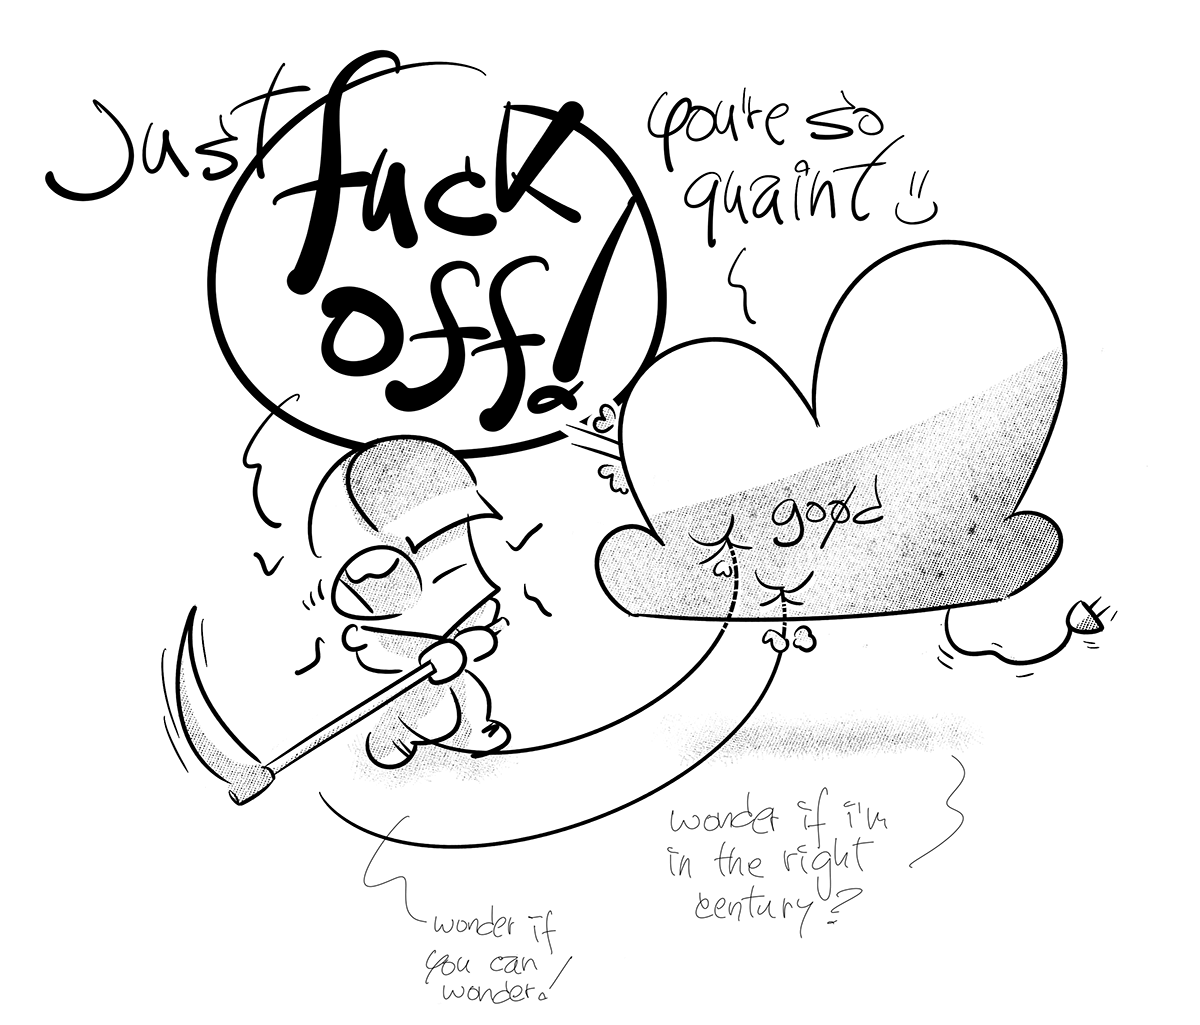 Just fuck
off!
you're so
quaint :)
good
wonder if i'm
in the right
century?
wonder if
you can
wonder!